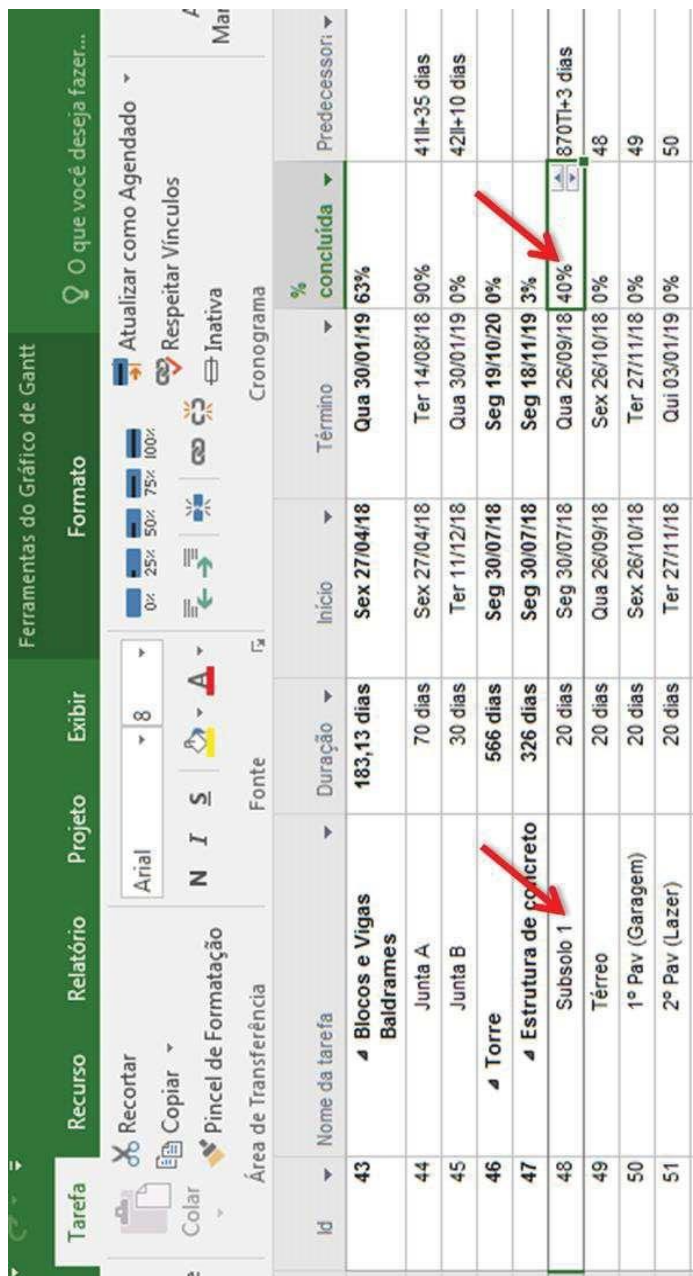 Ferramentas do Gráfico de Gantt
Tarefa Recurso Relatório Projeto Exibir Formato O que você deseja fazer...
Recortar
Copiar
Pincel de Formatação
Colar
Área de Transferência
Arial 8
N I S A
Fonte
0% 25% 50% 75% 100%
Atualizar como Agendado
Respeitar Vínculos
Inativa
Cronograma
Id Nome da tarefa Duração Início Término % concluída Predecessor
43 Blocos e Vigas Baldrames 183,13 dias Sex 27/04/18 Qua 30/01/19 63%
44 Junta A 70 dias Sex 27/04/18 Ter 14/08/18 90% 41II+35 dias
45 Junta B 30 dias Ter 11/12/18 Qua 30/01/19 0% 42II+10 dias
46 Torre 566 dias Seg 30/07/18 Seg 19/10/20 0%
47 Estrutura de concreto 326 dias Seg 30/07/18 Seg 18/11/19 3%
48 Subsolo 1 20 dias Seg 30/07/18 Qua 26/09/18 40% 870TI+3 dias
49 Térreo 20 dias Qua 26/09/18 Sex 26/10/18 0% 48
50 1º Pav (Garagem) 20 dias Sex 26/10/18 Ter 27/11/18 0% 49
51 2º Pav (Lazer) 20 dias Ter 27/11/18 Qui 03/01/19 0% 50